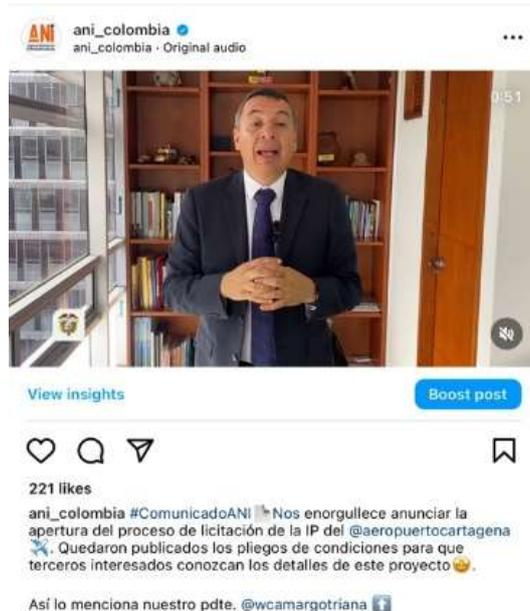 ANI
ani_colombia
ani_colombia · Original audio
0:51
View insights
Boost post
221 likes
ani_colombia #ComunicadoANI Nos enorgullece anunciar la
apertura del proceso de licitación de la IP del @aeropuertocartagena
✈️. Quedaron publicados los pliegos de condiciones para que
terceros interesados conozcan los detalles de este proyecto🤩.
Así lo menciona nuestro pdte. @wcamargotriana ⬆️